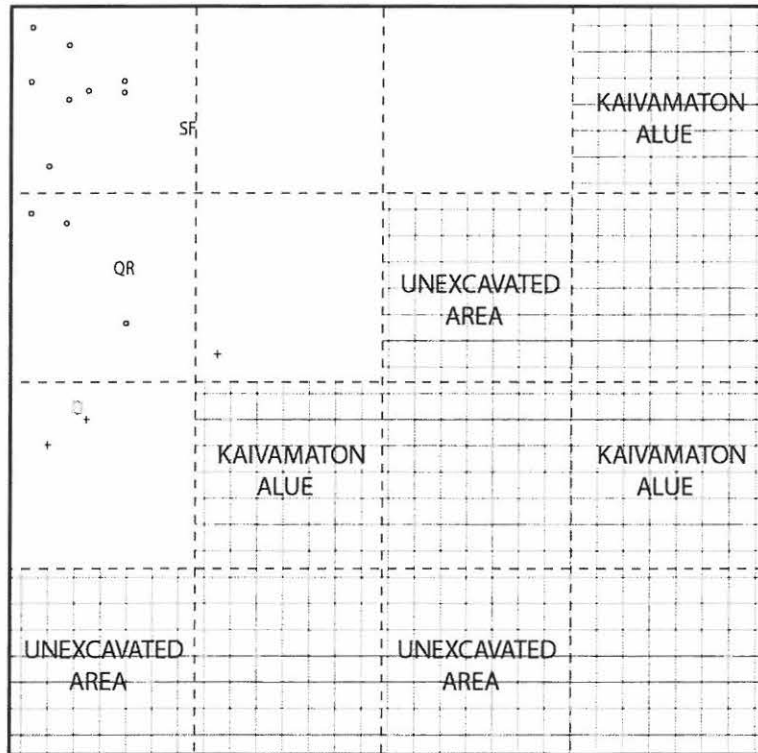 KAIVAMATON
ALUE
SF
UNEXCAVATED
AREA
QR
Q
KAIVAMATON
ALUE
KAIVAMATON
ALUE
UNEXCAVATED
AREA
UNEXCAVATED
AREA